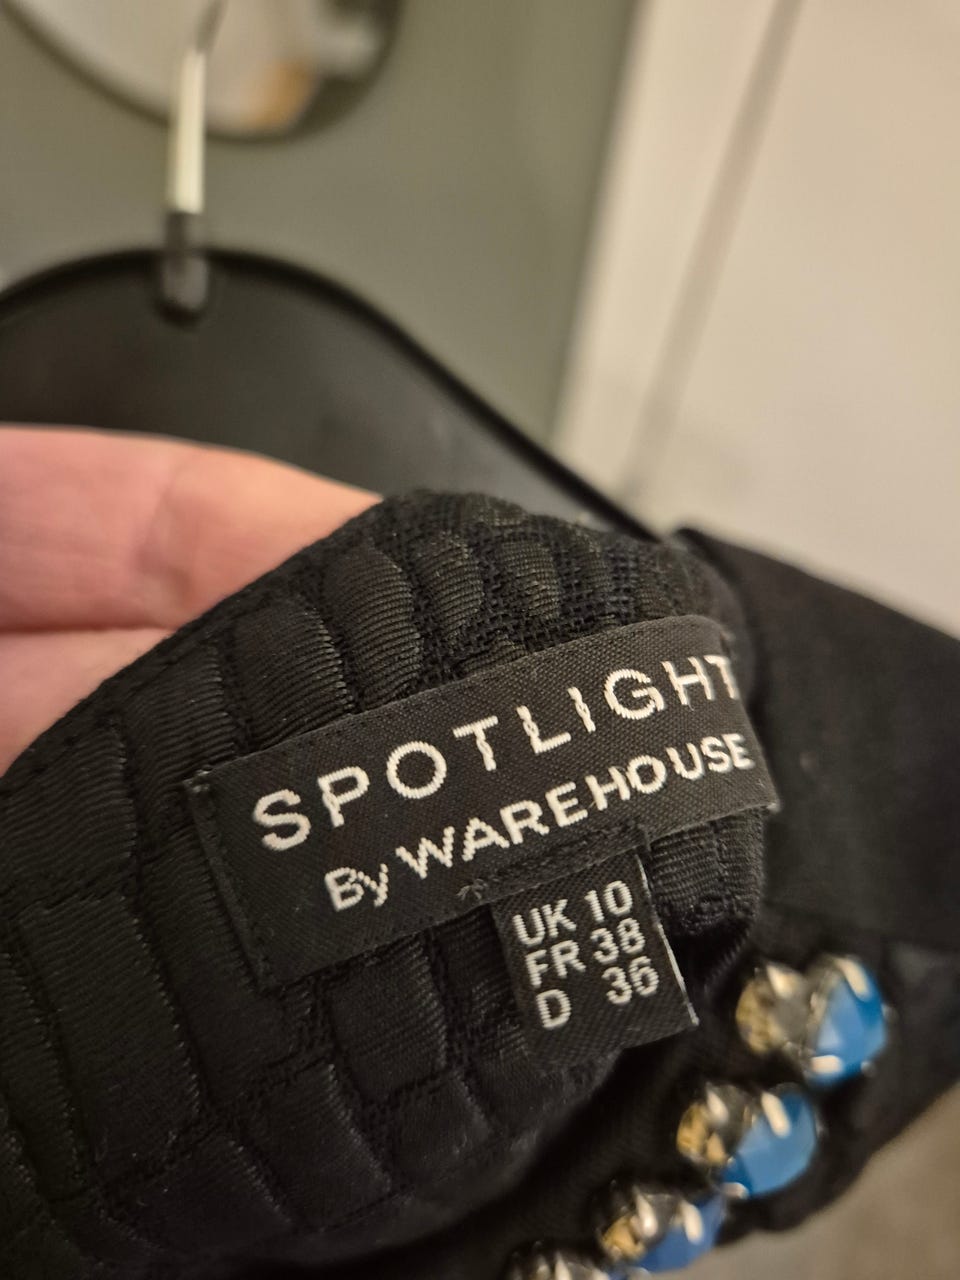 SPOTLIGHT
By WAREHOUSE
UK 10
FR 38
D 36